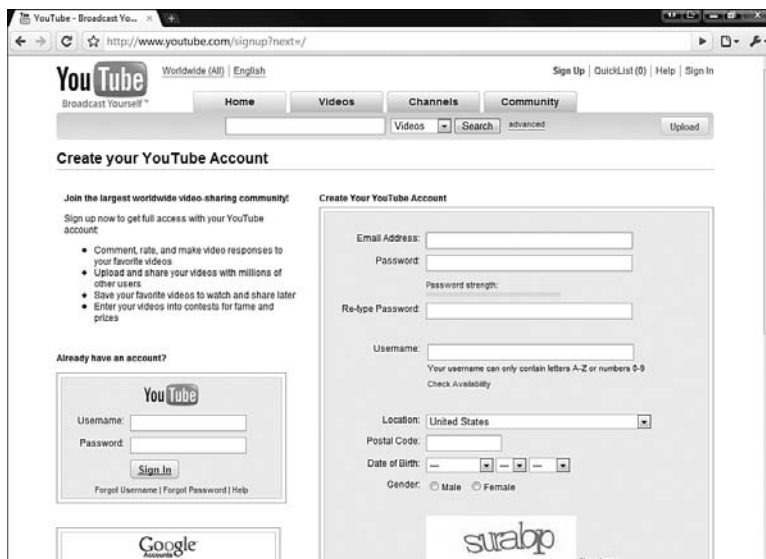 YouTube - Broadcast Yo...
http://www.youtube.com/signup?next=/
You Tube
Broadcast Yourself ™
Worldwide (All) | English
Sign Up | QuickList (0) | Help | Sign In
Home Videos Channels Community
Videos Search advanced Upload
Create your YouTube Account
Join the largest worldwide video-sharing community!
Sign up now to get full access with your YouTube
account:
Comment, rate, and make video responses to
your favorite videos
Upload and share your videos with millions of
other users
Save your favorite videos to watch and share later
Enter your videos into contests for fame and
prizes
Already have an account?
You Tube
Username:
Password:
Sign In
Forgot Username | Forgot Password | Help
Google
Accounts
Create Your YouTube Account
Email Address:
Password:
Password strength:
Re-type Password:
Username:
Your username can only contain letters A-Z or numbers 0-9
Check Availability
Location: United States
Postal Code:
Date of Birth: --- --- ---
Gender: Male Female